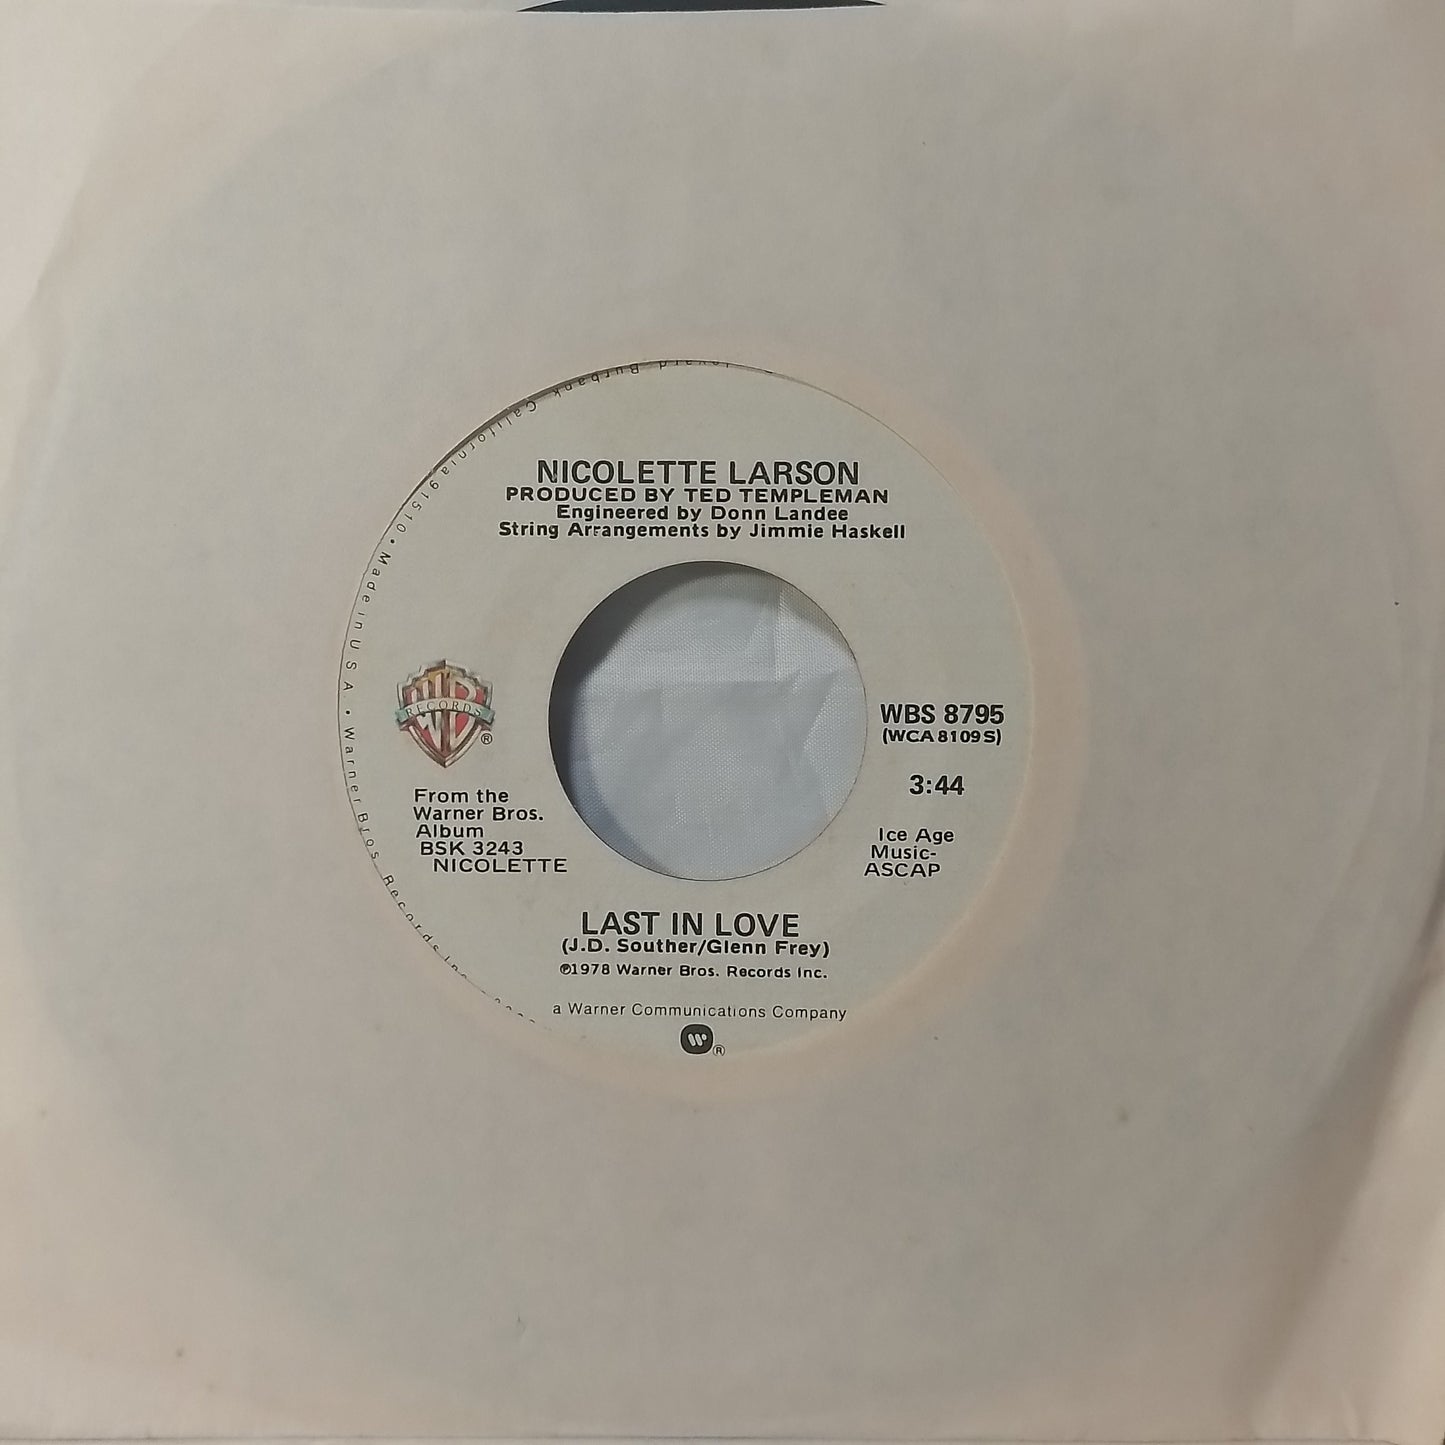 NICOLETTE LARSON
PRODUCED BY TED TEMPLEMAN
Engineered by Donn Landee
String Arrangements by Jimmie Haskell
WB
RECORDS
®
WBS 8795
(WCA 8109 S)
3:44
From the
Warner Bros.
Album
BSK 3243
NICOLETTE
Ice Age
Music-
ASCAP
LAST IN LOVE
(J.D. Souther/Glenn Frey)
℗1978 Warner Bros. Records Inc.
a Warner Communications Company
®
Burbank California 91510 • Made in U.S.A. • Warner Bros. Records Inc.